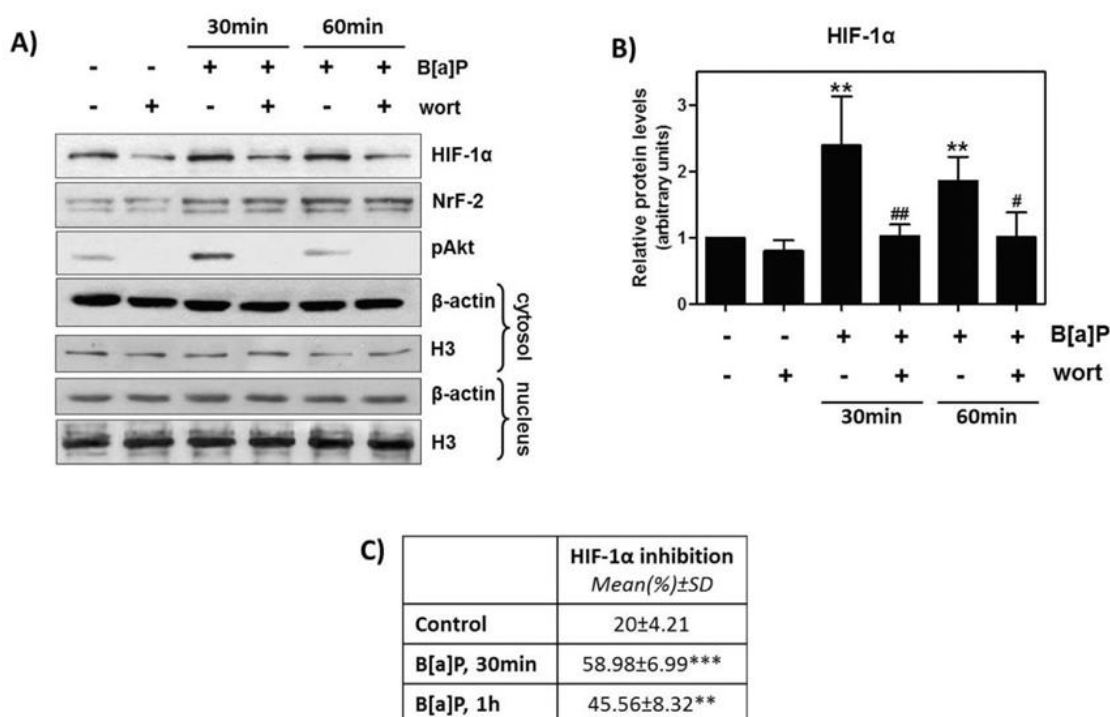 A)
30min 60min
- - + + + + B[a]P
- + - + - + wort
HIF-1α
NrF-2
pAkt
β-actin
H3
cytosol
β-actin
H3
nucleus
B)
HIF-1α
Relative protein levels
(arbitrary units)
3
2
1
0
**
##
**
#
- - + + + + B[a]P
- + - + - + wort
30min 60min
C)
HIF-1α inhibition
Mean(%)±SD
Control 20±4.21
B[a]P, 30min 58.98±6.99***
B[a]P, 1h 45.56±8.32**